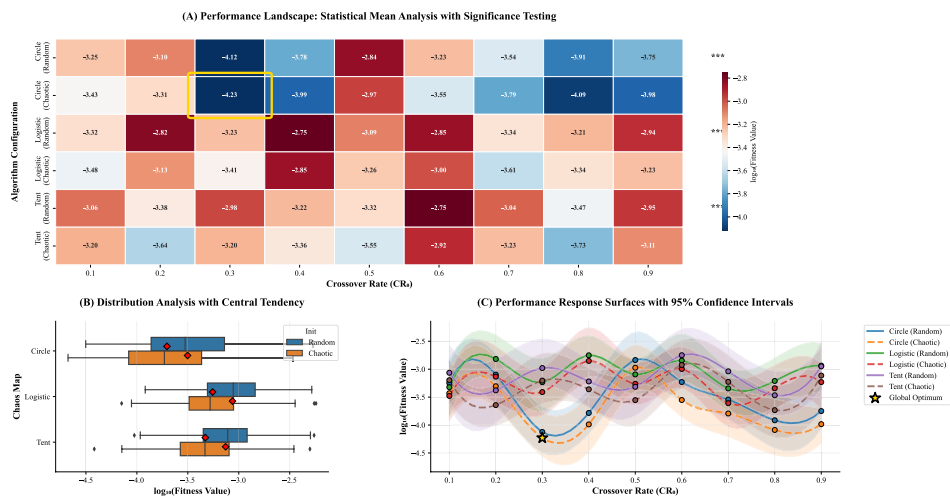 (A) Performance Landscape: Statistical Mean Analysis with Significance Testing
Algorithm Configuration
Circle
(Random)
−3.25 −3.10 −4.12 −3.78 −2.84 −3.23 −3.54 −3.91 −3.75
***
Circle
(Chaotic)
−3.43 −3.31 −4.23 −3.99 −2.97 −3.55 −3.79 −4.09 −3.98
Logistic
(Random)
−3.32 −2.82 −3.23 −2.75 −3.09 −2.85 −3.34 −3.21 −2.94
***
Logistic
(Chaotic)
−3.48 −3.13 −3.41 −2.85 −3.26 −3.00 −3.61 −3.34 −3.23
Tent
(Random)
−3.06 −3.38 −2.98 −3.22 −3.32 −2.75 −3.04 −3.47 −2.95
***
Tent
(Chaotic)
−3.20 −3.64 −3.20 −3.36 −3.55 −2.92 −3.23 −3.73 −3.11
0.1 0.2 0.3 0.4 0.5 0.6 0.7 0.8 0.9
Crossover Rate (CR₀)
−2.8
−3.0
−3.2
−3.4
−3.6
−3.8
−4.0
log₁₀(Fitness Value)
(B) Distribution Analysis with Central Tendency
Chaos Map
Circle
Logistic
Tent
Init
Random
Chaotic
−4.5 −4.0 −3.5 −3.0 −2.5
log₁₀(Fitness Value)
(C) Performance Response Surfaces with 95% Confidence Intervals
log₁₀(Fitness Value)
−2.5
−3.0
−3.5
−4.0
−4.5
0.1 0.2 0.3 0.4 0.5 0.6 0.7 0.8 0.9
Crossover Rate (CR₀)
Circle (Random)
Circle (Chaotic)
Logistic (Random)
Logistic (Chaotic)
Tent (Random)
Tent (Chaotic)
Global Optimum